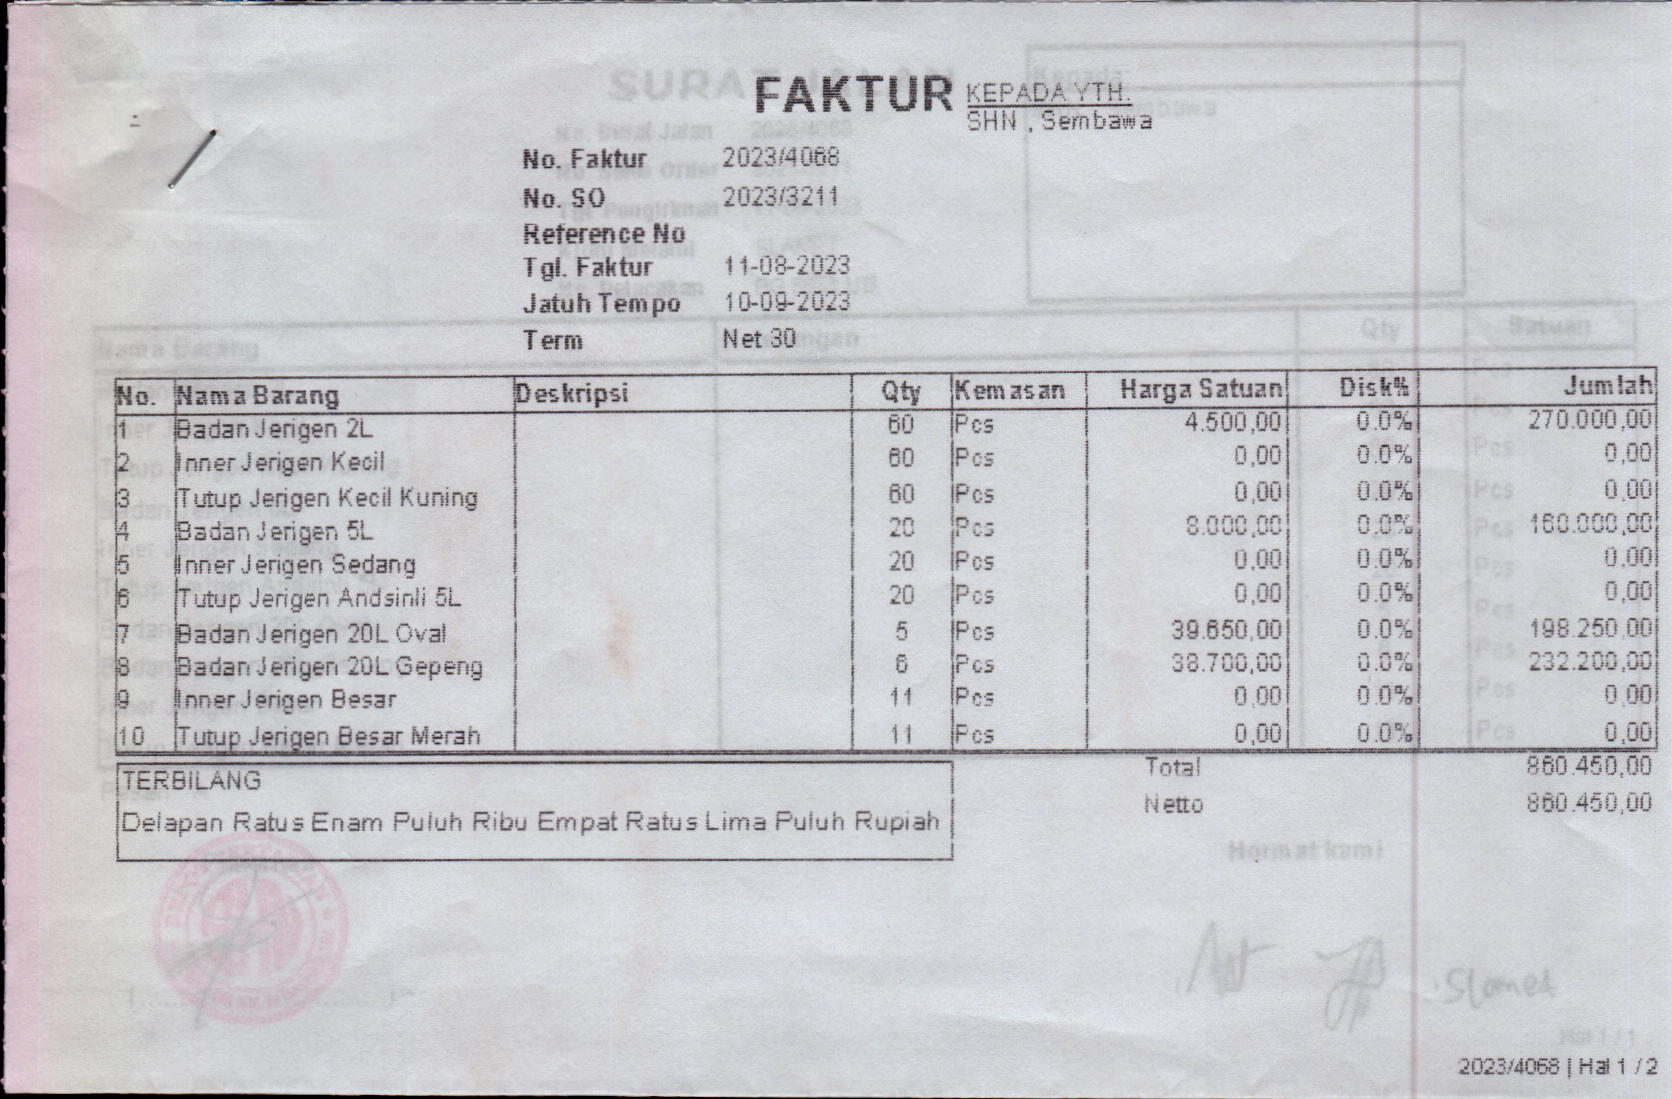 FAKTUR
KEPADA YTH.
SHN , Sembawa
No. Faktur 2023/4068
No. SO 2023/3211
Reference No
Tgl. Faktur 11-08-2023
Jatuh Tempo 10-09-2023
Term Net 30
No. Nama Barang Deskripsi Qty Kemasan Harga Satuan Disk% Jumlah
1 Badan Jerigen 2L 60 Pcs 4.500,00 0.0% 270.000,00
2 Inner Jerigen Kecil 60 Pcs 0,00 0.0% 0,00
3 Tutup Jerigen Kecil Kuning 60 Pcs 0,00 0.0% 0,00
4 Badan Jerigen 5L 20 Pcs 8.000,00 0.0% 160.000,00
5 Inner Jerigen Sedang 20 Pcs 0,00 0.0% 0,00
6 Tutup Jerigen Andsinli 5L 20 Pcs 0,00 0.0% 0,00
7 Badan Jerigen 20L Oval 5 Pcs 39.650,00 0.0% 198.250,00
8 Badan Jerigen 20L Gepeng 6 Pcs 38.700,00 0.0% 232.200,00
9 Inner Jerigen Besar 11 Pcs 0,00 0.0% 0,00
10 Tutup Jerigen Besar Merah 11 Pcs 0,00 0.0% 0,00
TERBILANG
Delapan Ratus Enam Puluh Ribu Empat Ratus Lima Puluh Rupiah
Total 860.450,00
Netto 860.450,00
Hormat kami
Slamet
2023/4068 | Hal 1 / 2